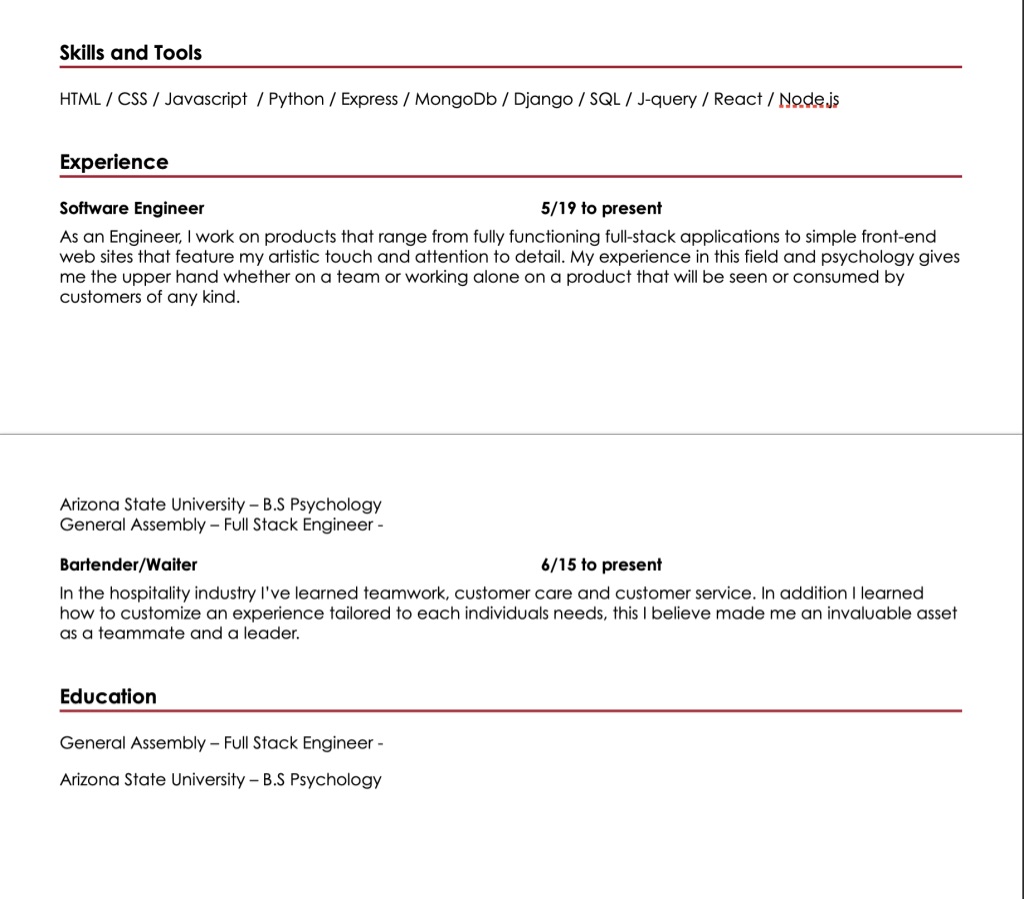 Skills and Tools
HTML / CSS / Javascript  / Python / Express / MongoDb / Django / SQL / J-query / React / Node.js
Experience
Software Engineer 5/19 to present
As an Engineer, I work on products that range from fully functioning full-stack applications to simple front-end
web sites that feature my artistic touch and attention to detail. My experience in this field and psychology gives
me the upper hand whether on a team or working alone on a product that will be seen or consumed by
customers of any kind.
Arizona State University – B.S Psychology
General Assembly – Full Stack Engineer -
Bartender/Waiter 6/15 to present
In the hospitality industry I've learned teamwork, customer care and customer service. In addition I learned
how to customize an experience tailored to each individuals needs, this I believe made me an invaluable asset
as a teammate and a leader.
Education
General Assembly – Full Stack Engineer -
Arizona State University – B.S Psychology